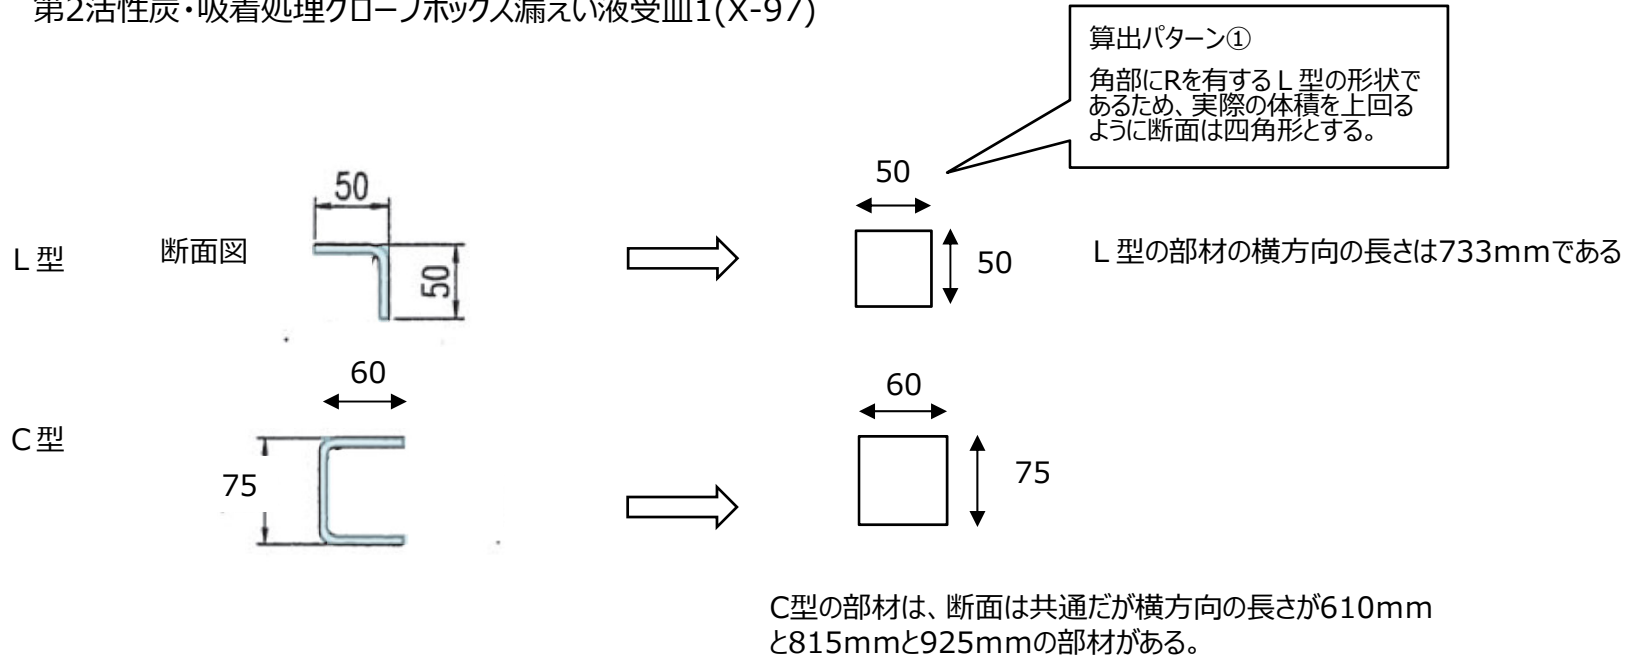 第2活性炭・吸着処理グローブボックス漏えい液受皿1(X-97)
算出パターン①
角部にRを有するＬ型の形状で
あるため、実際の体積を上回る
ように断面は四角形とする。
50
50
Ｌ型
断面図
50
50
Ｌ型の部材の横方向の長さは733mmである
60
60
Ｃ型
75
75
C型の部材は、断面は共通だが横方向の長さが610mm
と815mmと925mmの部材がある。